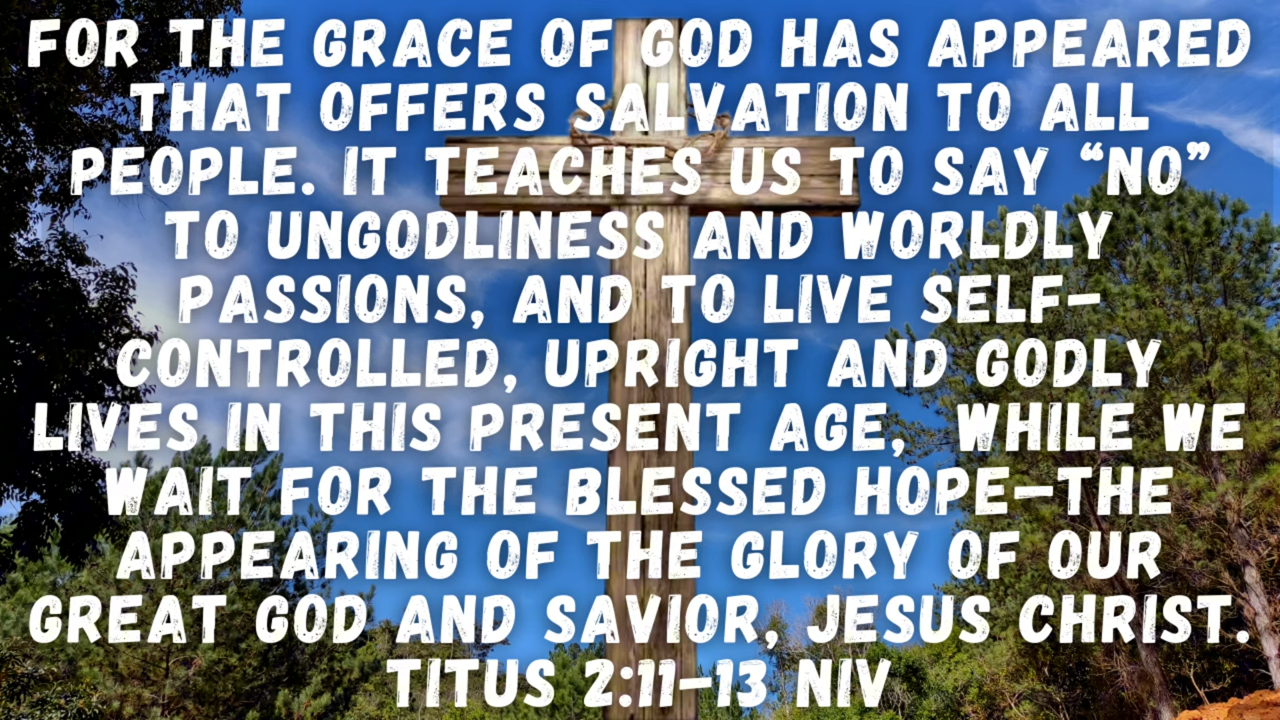 FOR THE GRACE OF GOD HAS APPEARED
THAT OFFERS SALVATION TO ALL
PEOPLE. IT TEACHES US TO SAY “NO”
TO UNGODLINESS AND WORLDLY
PASSIONS, AND TO LIVE SELF-
CONTROLLED, UPRIGHT AND GODLY
LIVES IN THIS PRESENT AGE, WHILE WE
WAIT FOR THE BLESSED HOPE—THE
APPEARING OF THE GLORY OF OUR
GREAT GOD AND SAVIOR, JESUS CHRIST.
TITUS 2:11-13 NIV